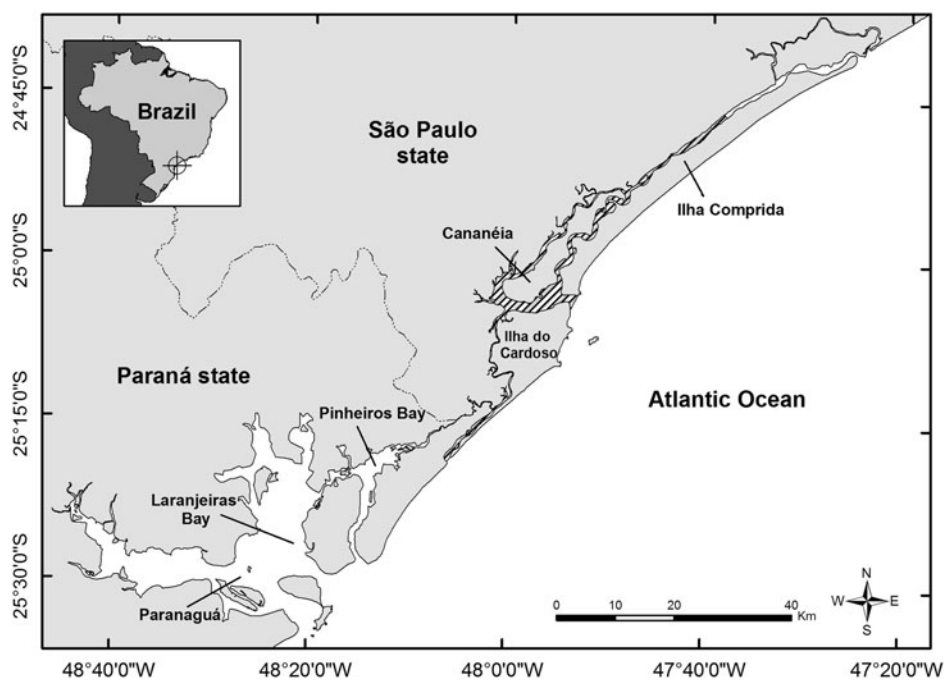 Brazil
São Paulo
state
Ilha Comprida
Cananéia
Ilha do
Cardoso
Paraná state
Pinheiros Bay
Atlantic Ocean
Laranjeiras
Bay
Paranaguá
24°45'0"S
25°0'0"S
25°15'0"S
25°30'0"S
N
W
E
S
0
10
20
40
Km
48°40'0"W
48°20'0"W
48°0'0"W
47°40'0"W
47°20'0"W